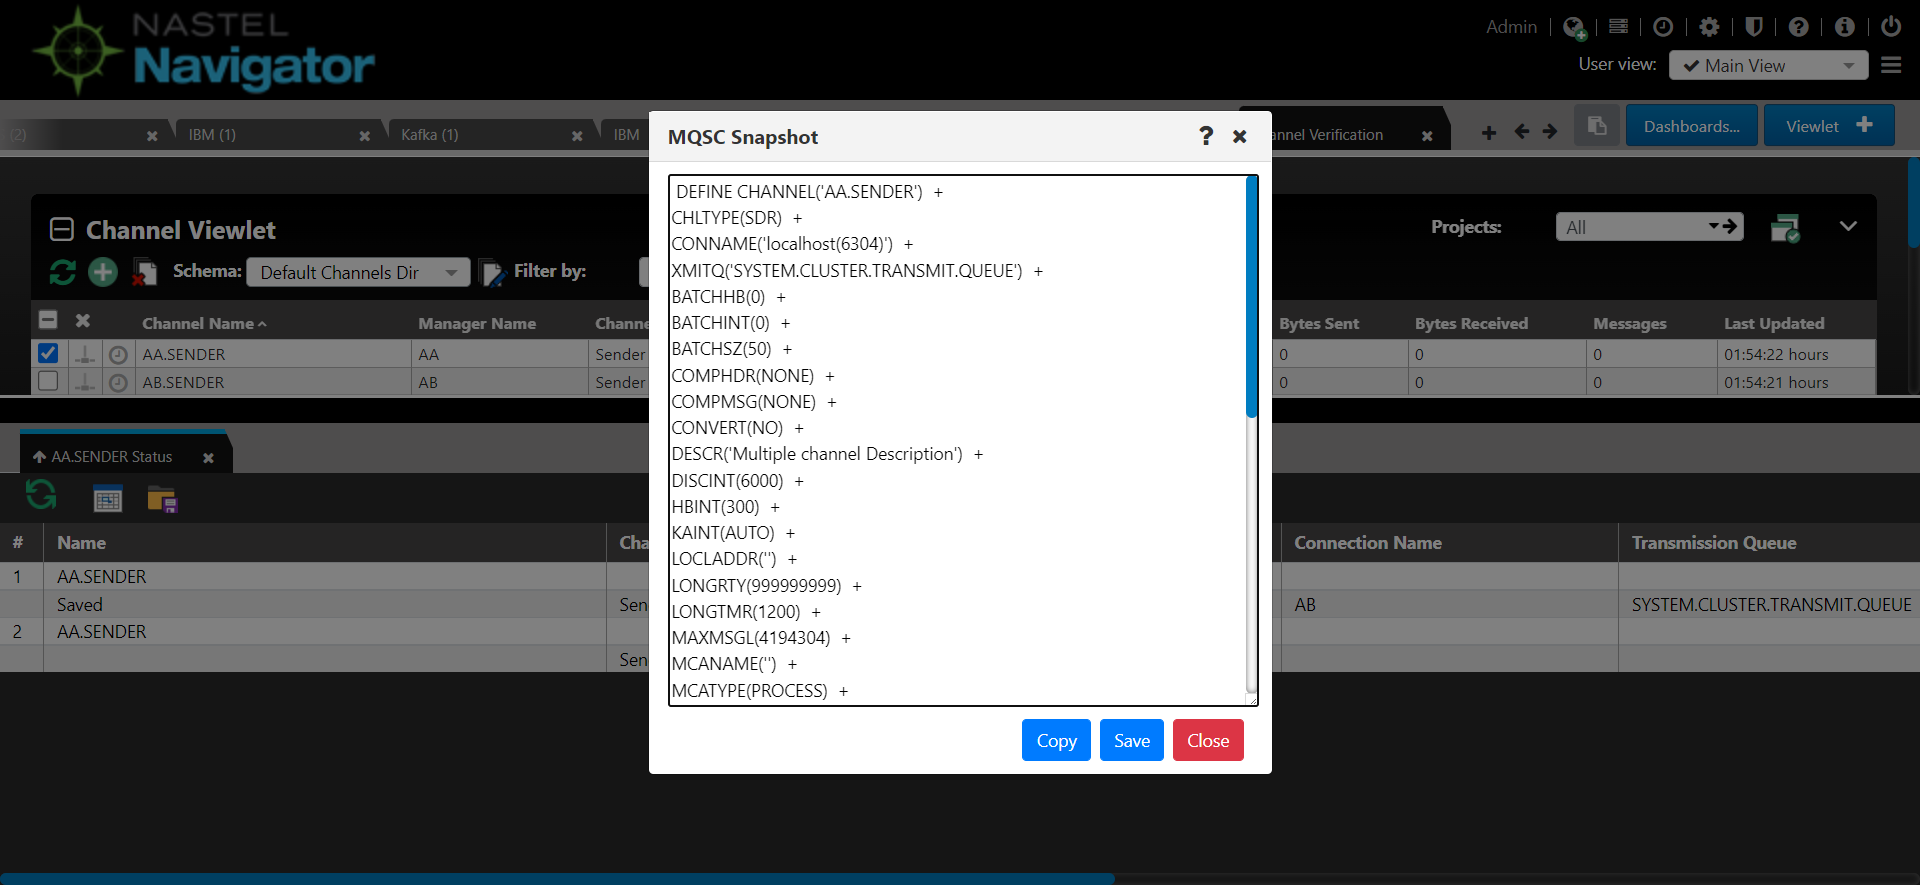 NASTEL
Navigator
Admin
User view: Main View
(2)
IBM (1)
Kafka (1)
IBM
annel Verification
Dashboards...
Viewlet
MQSC Snapshot
DEFINE CHANNEL('AA.SENDER') +
CHLTYPE(SDR) +
CONNAME('localhost(6304)') +
XMITQ('SYSTEM.CLUSTER.TRANSMIT.QUEUE') +
BATCHHB(0) +
BATCHINT(0) +
BATCHSZ(50) +
COMPHDR(NONE) +
COMPMSG(NONE) +
CONVERT(NO) +
DESCR('Multiple channel Description') +
DISCINT(6000) +
HBINT(300) +
KAINT(AUTO) +
LOCLADDR('') +
LONGRTY(999999999) +
LONGTMR(1200) +
MAXMSGL(4194304) +
MCANAME('') +
MCATYPE(PROCESS) +
Copy Save Close
Channel Viewlet
Projects: All
Schema: Default Channels Dir Filter by:
Channel Name Manager Name Channe Bytes Sent Bytes Received Messages Last Updated
AA.SENDER AA Sender 0 0 0 01:54:22 hours
AB.SENDER AB Sender 0 0 0 01:54:21 hours
AA.SENDER Status
# Name Cha Connection Name Transmission Queue
1 AA.SENDER
Saved Sen AB SYSTEM.CLUSTER.TRANSMIT.QUEUE
2 AA.SENDER
Sen